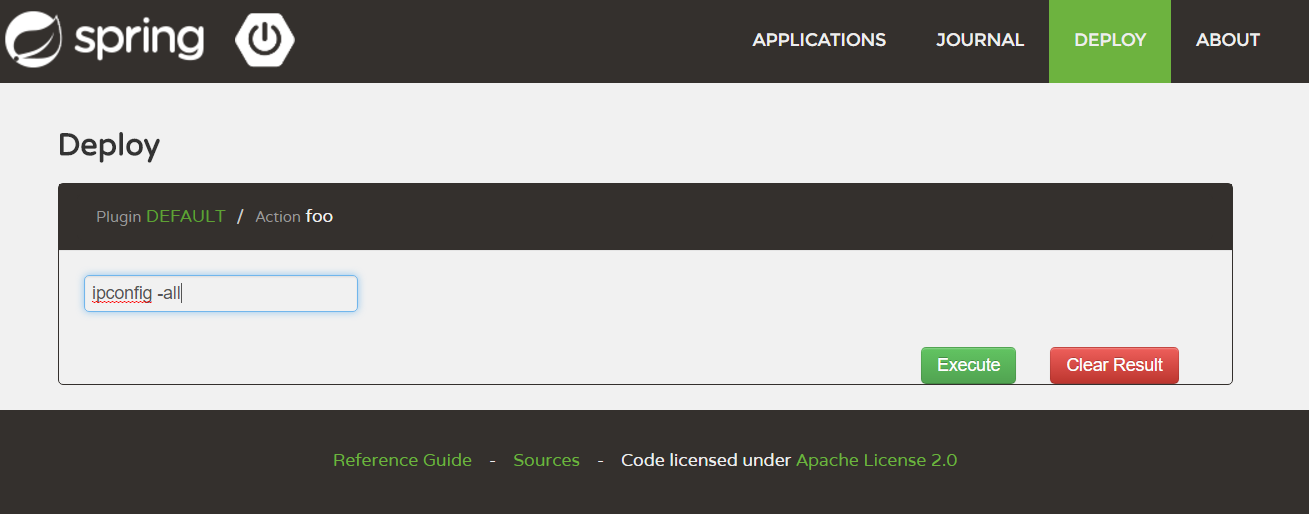 spring APPLICATIONS JOURNAL DEPLOY ABOUT
Deploy
Plugin DEFAULT / Action foo
ipconfig -all
Execute Clear Result
Reference Guide - Sources - Code licensed under Apache License 2.0